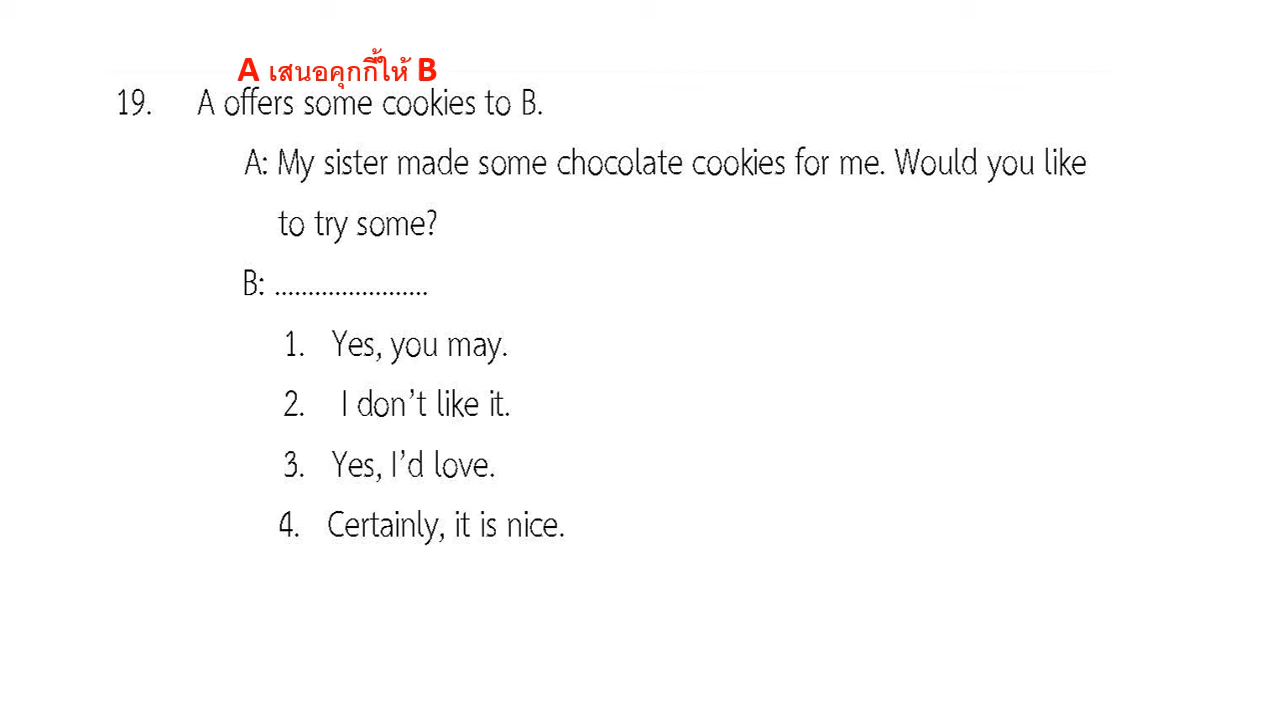 A เสนอคุกกี้ให้ B
19. A offers some cookies to B.
A: My sister made some chocolate cookies for me. Would you like
to try some?
B: .......................
1. Yes, you may.
2. I don't like it.
3. Yes, I'd love.
4. Certainly, it is nice.